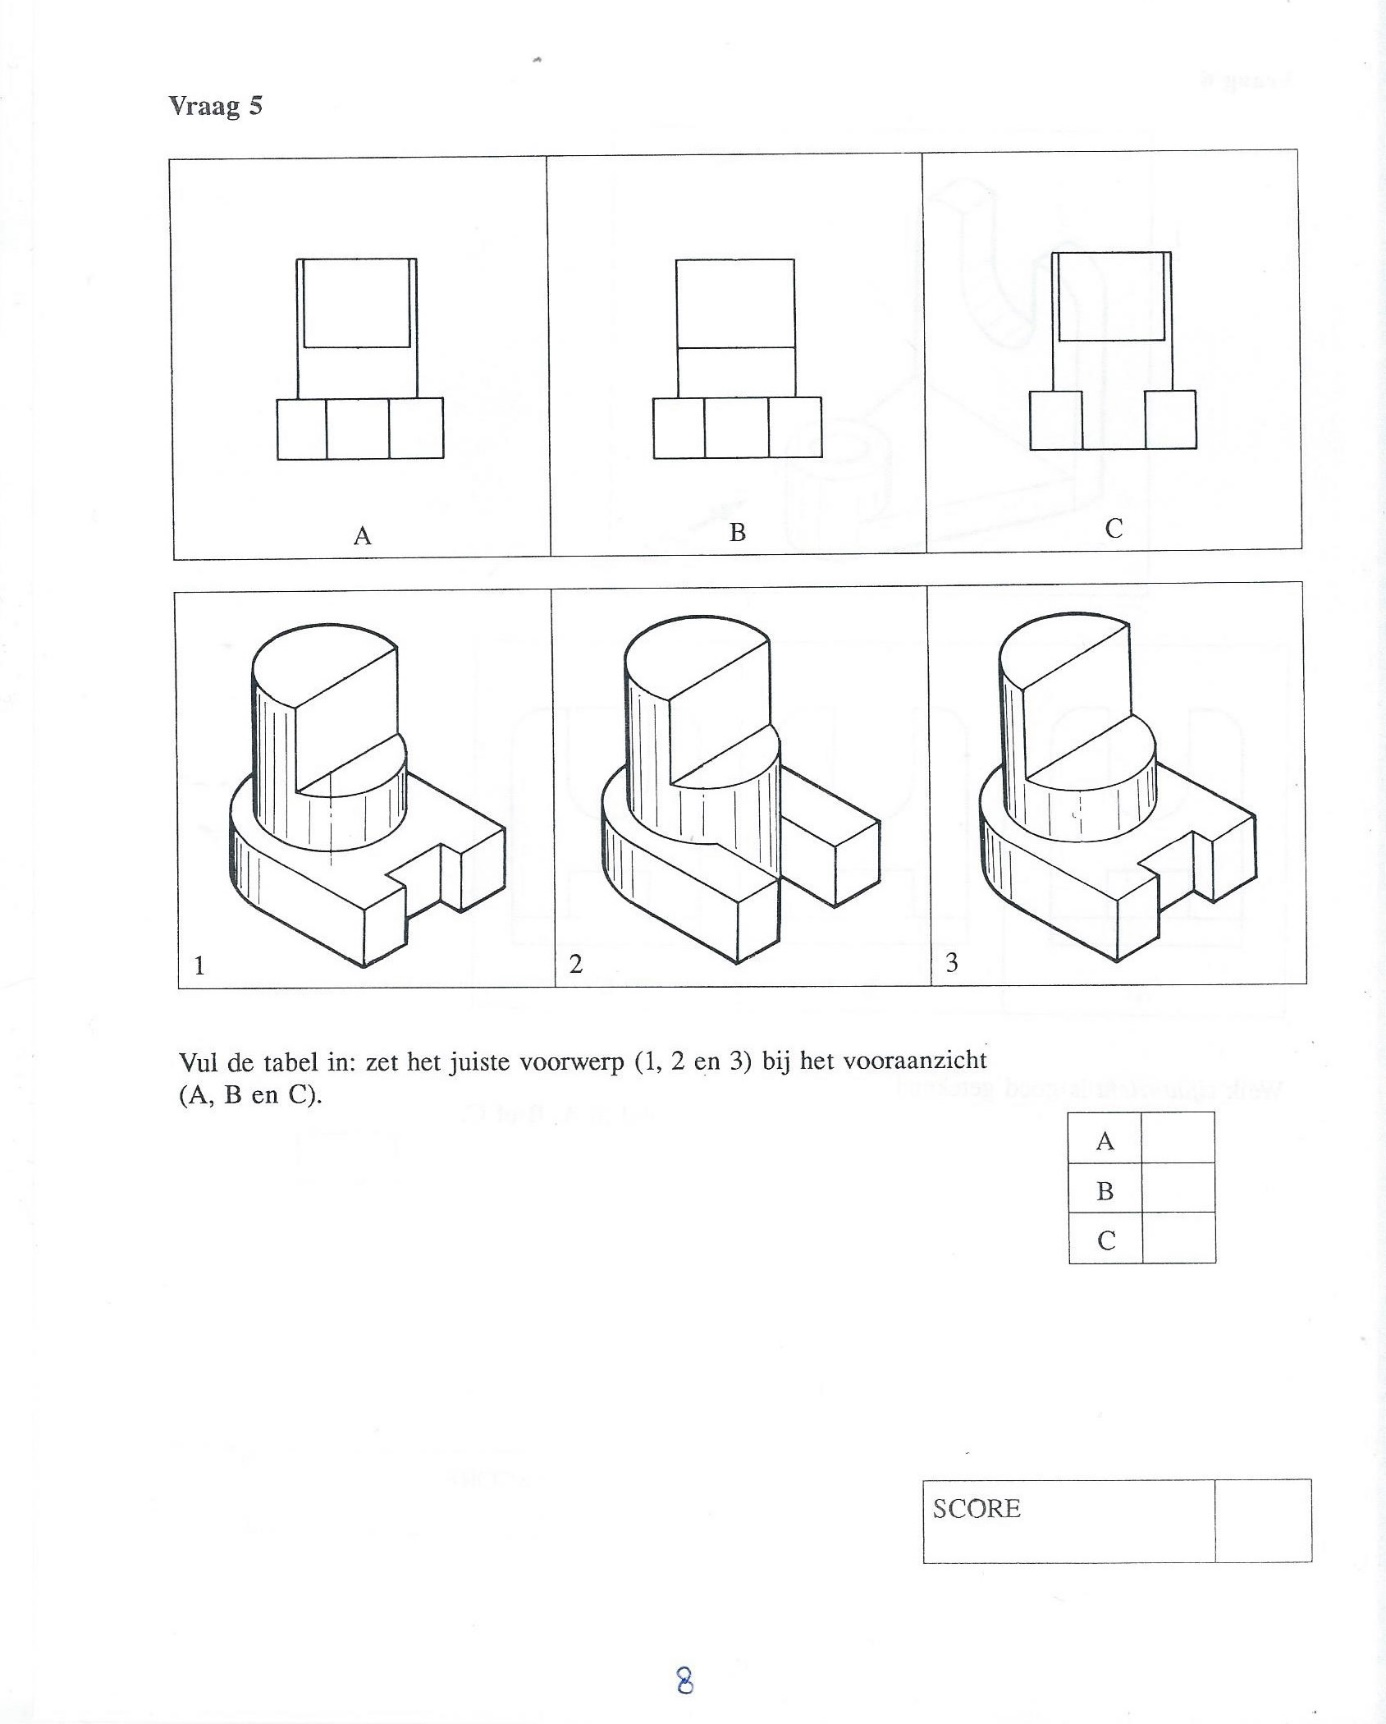 Vraag 5
A
B
C
1
2
3
Vul de tabel in: zet het juiste voorwerp (1, 2 en 3) bij het vooraanzicht
(A, B en C).
A
B
C
SCORE
8